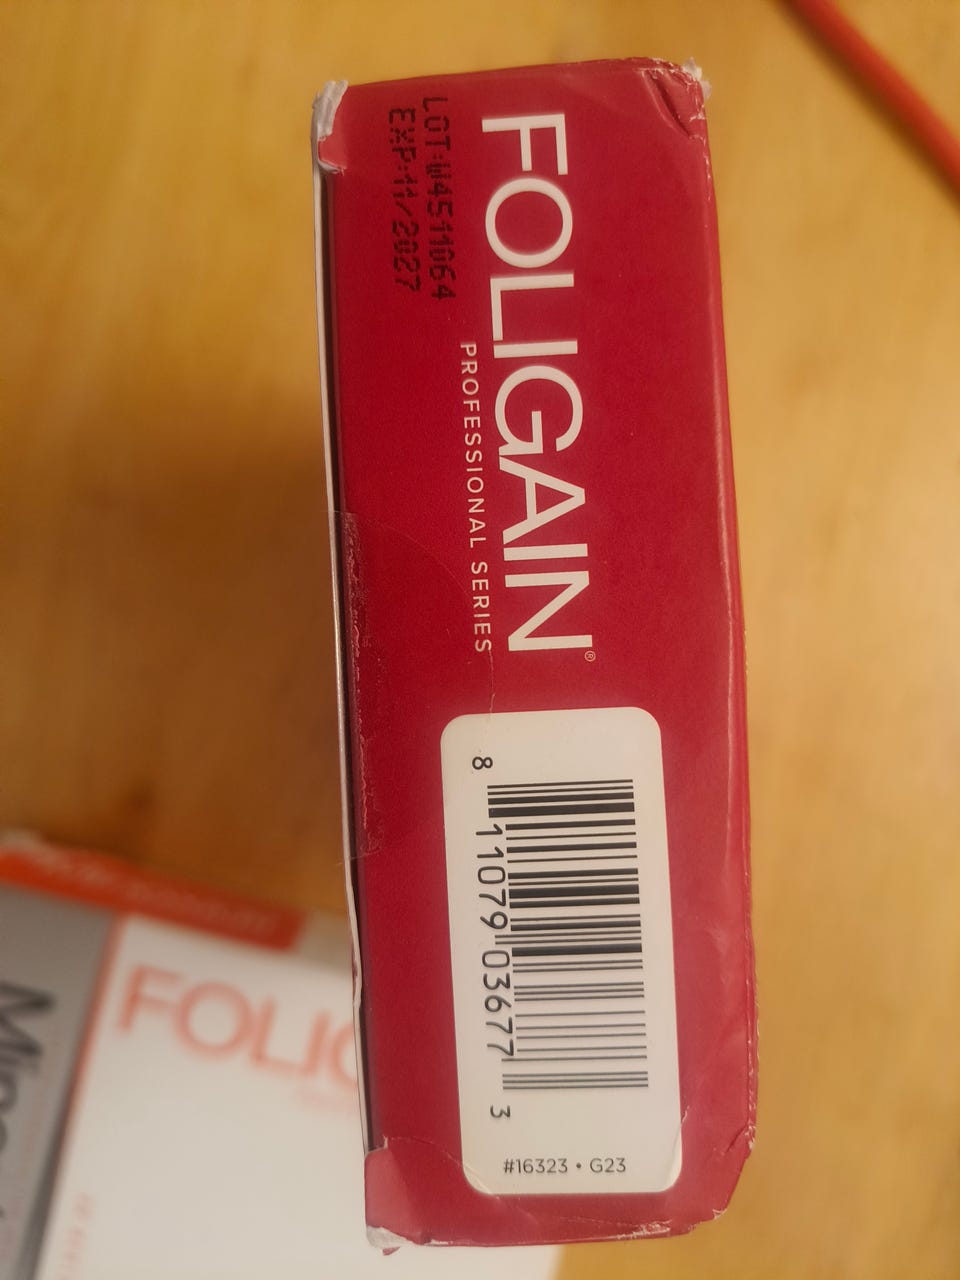 FOLIGAIN®
PROFESSIONAL SERIES
LOT:W4511064
EXP:11/2027
8 11079 03677 3
#16323 • G23
FOLIG